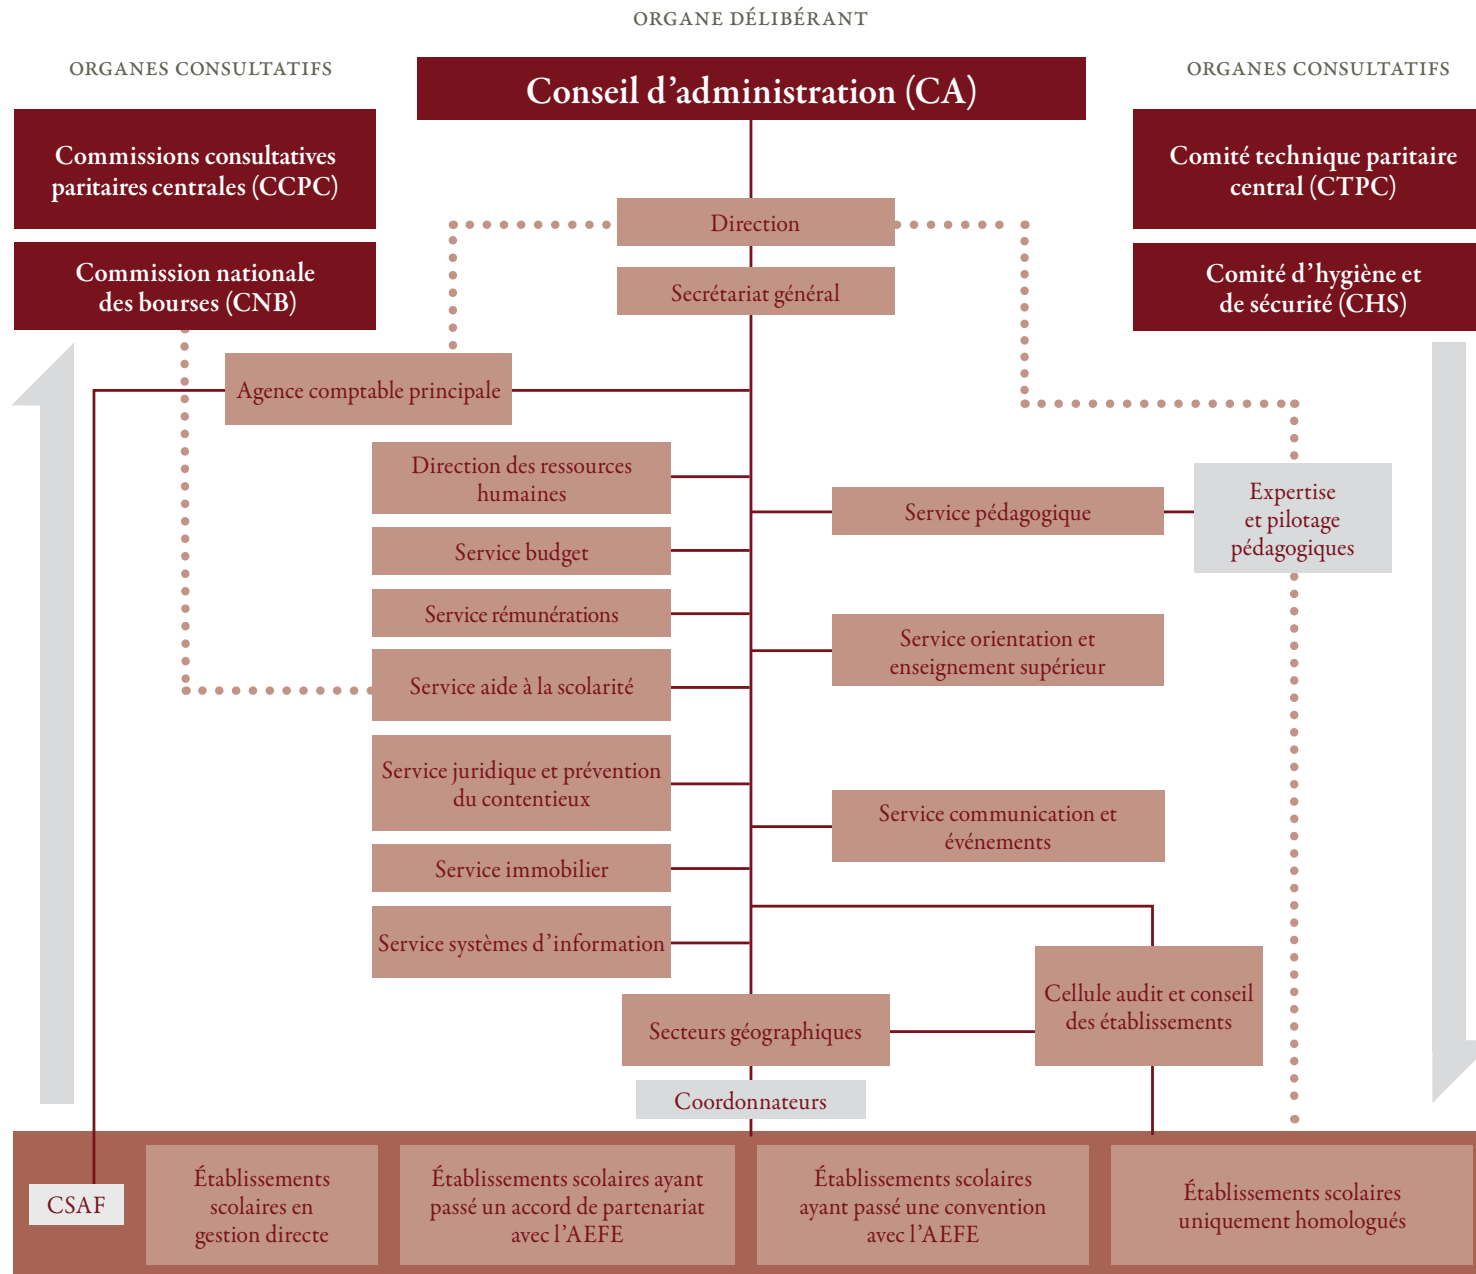 ORGANE DÉLIBÉRANT
ORGANES CONSULTATIFS
ORGANES CONSULTATIFS
Conseil d’administration (CA)
Commissions consultatives
paritaires centrales (CCPC)
Comité technique paritaire
central (CTPC)
Direction
Commission nationale
des bourses (CNB)
Comité d’hygiène et
de sécurité (CHS)
Secrétariat général
Agence comptable principale
Direction des ressources
humaines
Service pédagogique
Expertise
et pilotage
pédagogiques
Service budget
Service rémunérations
Service orientation et
enseignement supérieur
Service aide à la scolarité
Service juridique et prévention
du contentieux
Service communication et
événements
Service immobilier
Service systèmes d’information
Cellule audit et conseil
des établissements
Secteurs géographiques
Coordonnateurs
CSAF
Établissements
scolaires en
gestion directe
Établissements scolaires ayant
passé un accord de partenariat
avec l’AEFE
Établissements scolaires
ayant passé une convention
avec l’AEFE
Établissements scolaires
uniquement homologués